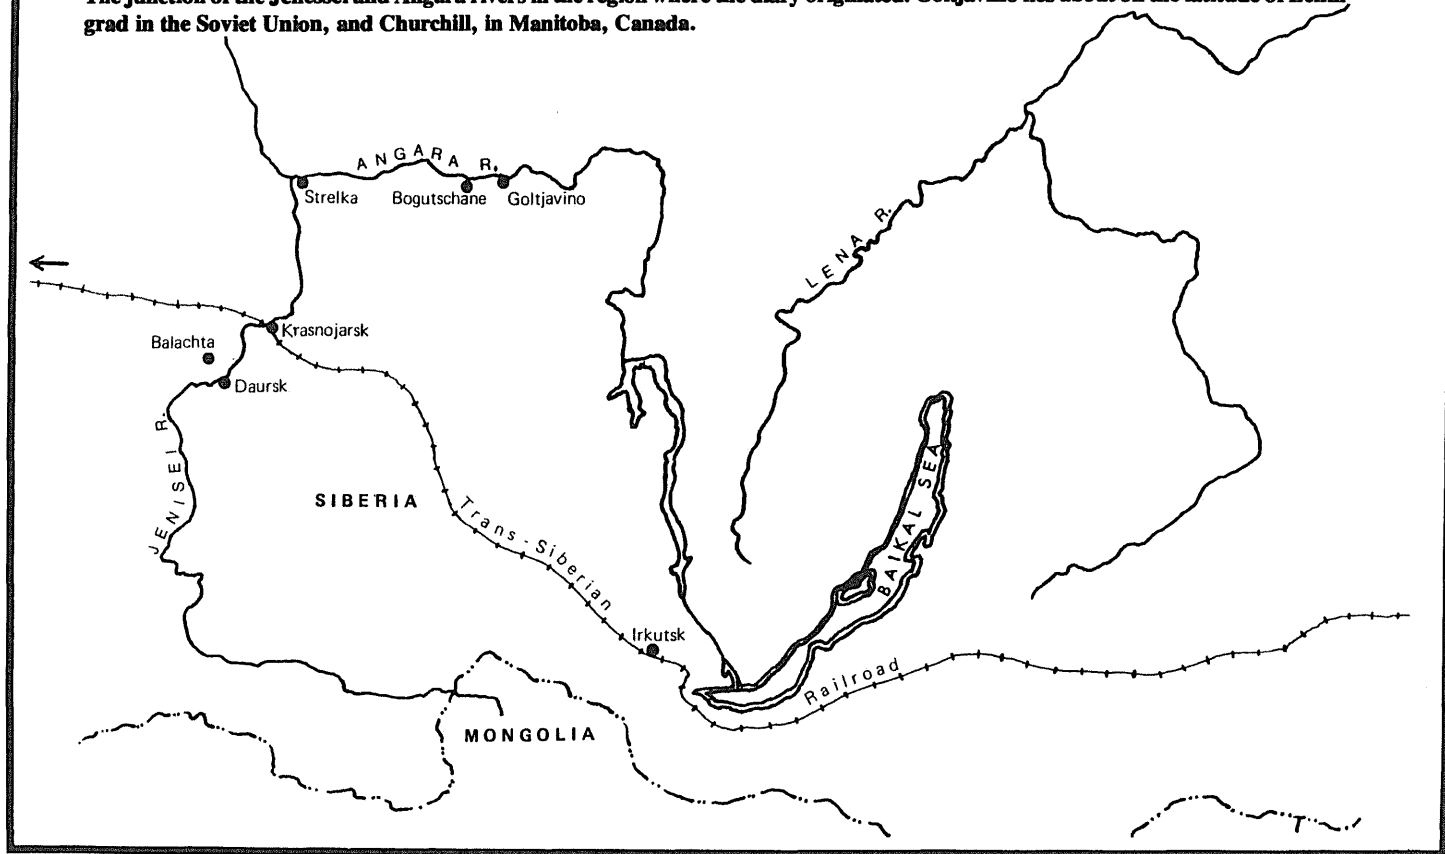 grad in the Soviet Union, and Churchill, in Manitoba, Canada.
ANGARA R.
Strelka
Bogutschane
Goltjavino
LENA R.
Krasnojarsk
Balachta
Daursk
JENISEI R.
SIBERIA
Trans-Siberian
BAIKAL SEA
Irkutsk
Railroad
MONGOLIA